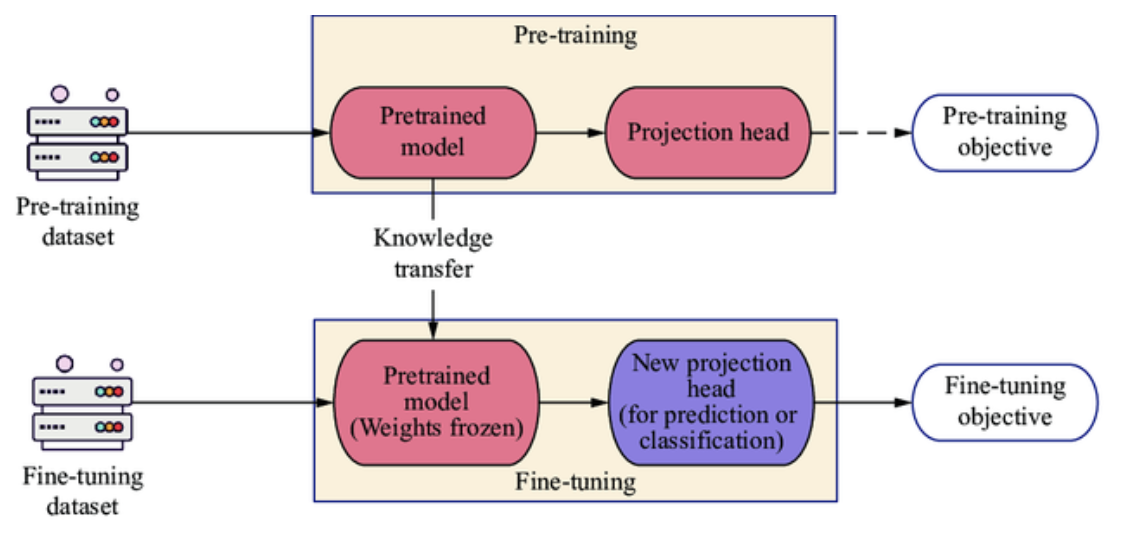 Pre-training
Pretrained
model
Projection head
Pre-training
objective
Pre-training
dataset
Knowledge
transfer
Pretrained
model
(Weights frozen)
New projection
head
(for prediction or
classification)
Fine-tuning
objective
Fine-tuning
Fine-tuning
dataset